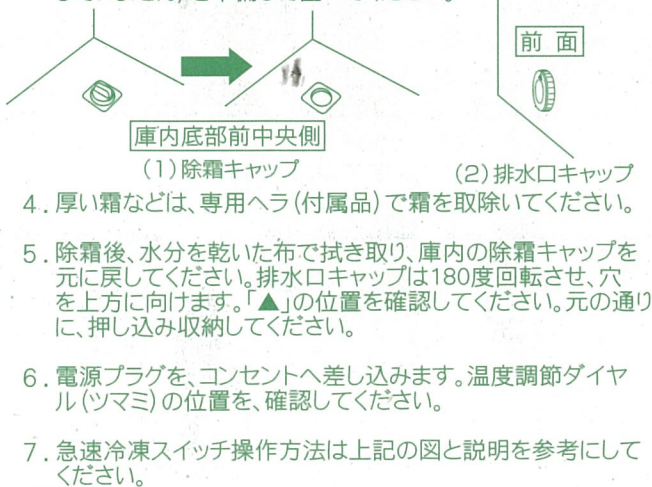 前 面
庫内底部前中央側
(1)除霜キャップ
(2)排水口キャップ
4.厚い霜などは、専用ヘラ(付属品)で霜を取除いてください。
5.除霜後、水分を乾いた布で拭き取り、庫内の除霜キャップを
元に戻してください。排水口キャップは180度回転させ、穴
を上方に向けます。「▲」の位置を確認してください。元の通り
に、押し込み収納してください。
6.電源プラグを、コンセントへ差し込みます。温度調節ダイヤ
ル(ツマミ)の位置を、確認してください。
7.急速冷凍スイッチ操作方法は上記の図と説明を参考にして
ください。